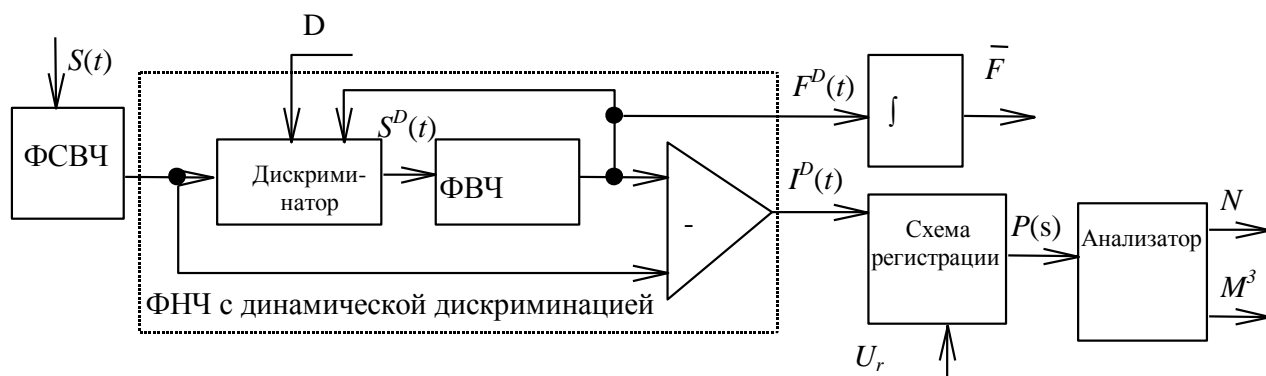 D
S(t)
F^D(t)
∫
F̅
ФСВЧ
Дискрими-
натор
S^D(t)
ФВЧ
-
I^D(t)
Схема
регистрации
P(s)
Анализатор
N
M^3
ФНЧ с динамической дискриминацией
U_r